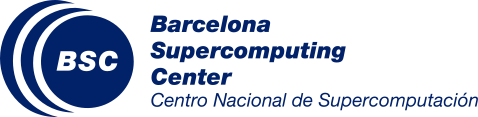 BSC
Barcelona
Supercomputing
Center
Centro Nacional de Supercomputación